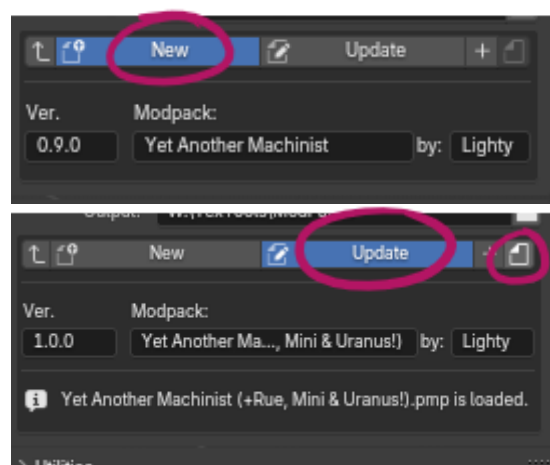 New Update
Ver. Modpack:
0.9.0 Yet Another Machinist by: Lighty
New Update
Ver. Modpack:
1.0.0 Yet Another Ma..., Mini & Uranus!) by: Lighty
Yet Another Machinist (+Rue, Mini & Uranus!).pmp is loaded.